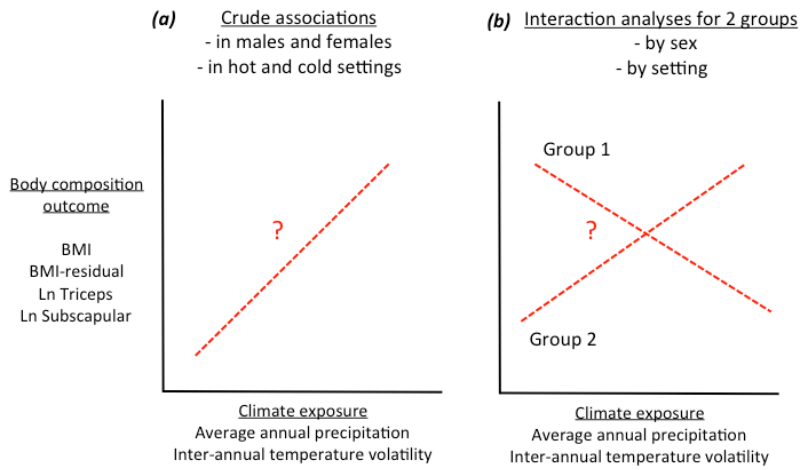 (a) Crude associations
- in males and females
- in hot and cold settings
Body composition
outcome
BMI
BMI-residual
Ln Triceps
Ln Subscapular
?
Climate exposure
Average annual precipitation
Inter-annual temperature volatility
(b) Interaction analyses for 2 groups
- by sex
- by setting
Group 1
?
Group 2
Climate exposure
Average annual precipitation
Inter-annual temperature volatility